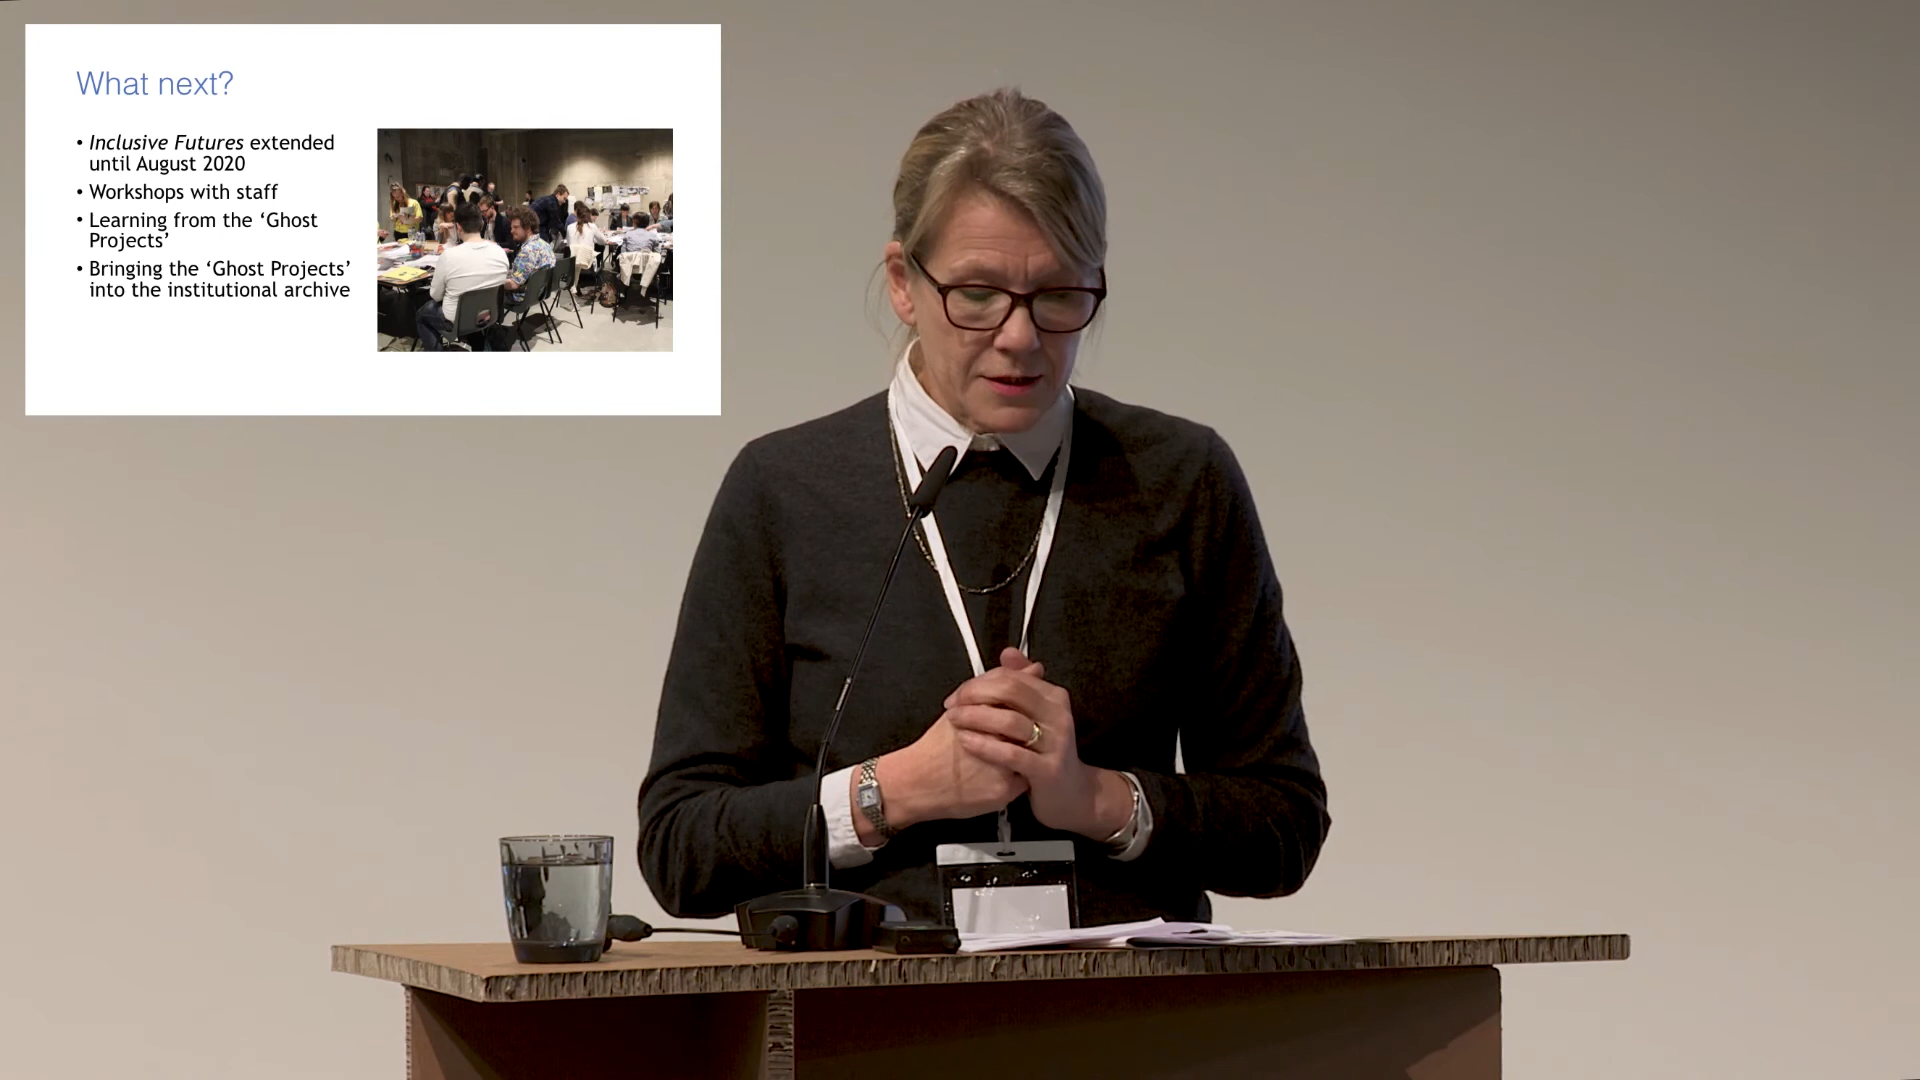 What next?
• Inclusive Futures extended
until August 2020
• Workshops with staff
• Learning from the ‘Ghost
Projects’
• Bringing the ‘Ghost Projects’
into the institutional archive